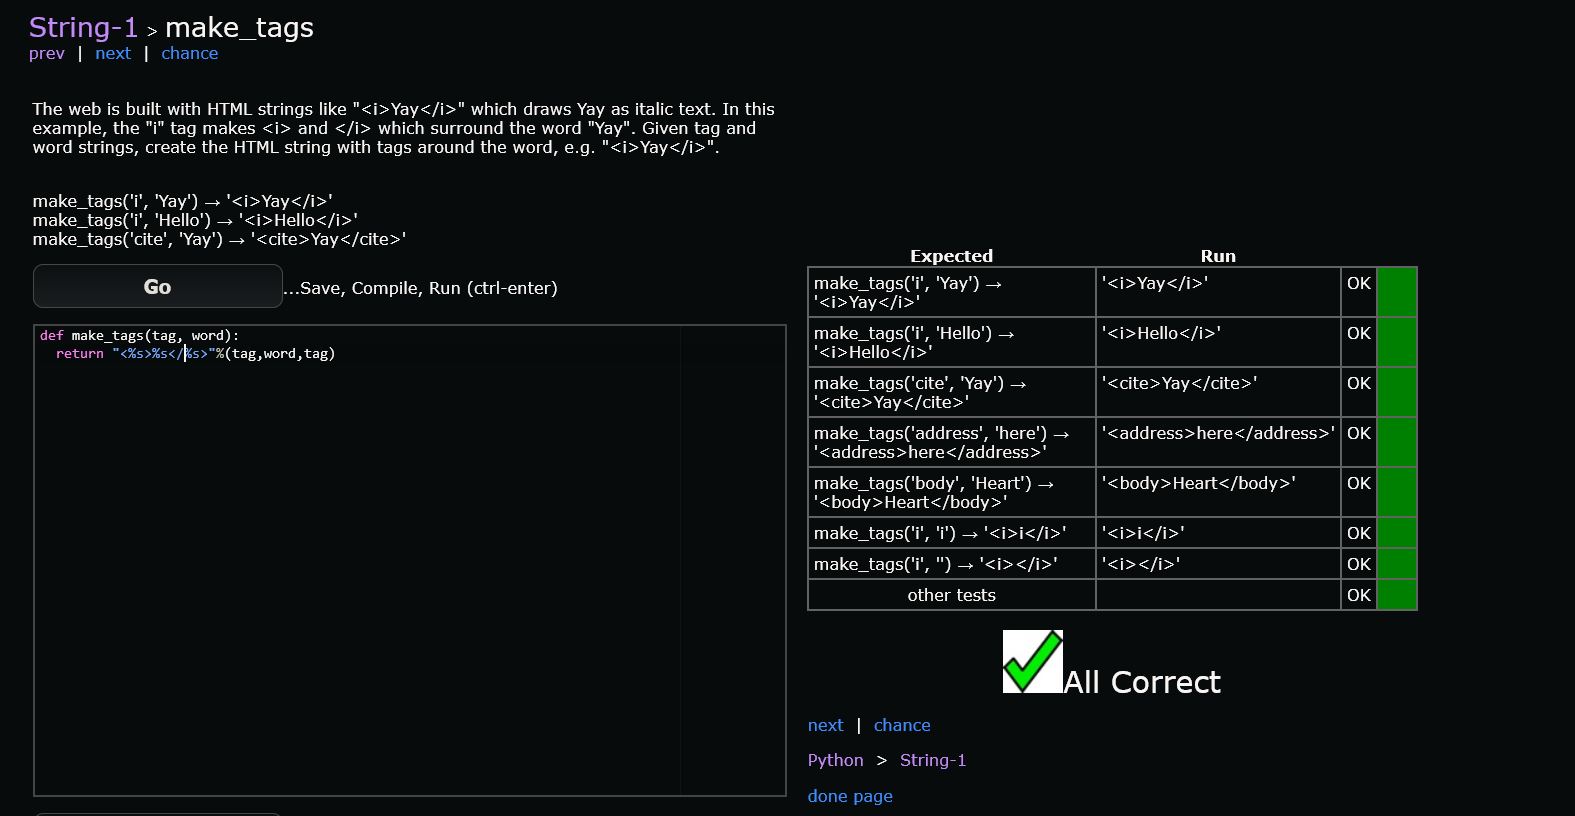 String-1 > make_tags
prev | next | chance
The web is built with HTML strings like "<i>Yay</i>" which draws Yay as italic text. In this
example, the "i" tag makes <i> and </i> which surround the word "Yay". Given tag and
word strings, create the HTML string with tags around the word, e.g. "<i>Yay</i>".
make_tags('i', 'Yay') → '<i>Yay</i>'
make_tags('i', 'Hello') → '<i>Hello</i>'
make_tags('cite', 'Yay') → '<cite>Yay</cite>'
Go ...Save, Compile, Run (ctrl-enter)
def make_tags(tag, word):
  return "<%s>%s</%s>"%(tag,word,tag)
Expected Run
make_tags('i', 'Yay') → '<i>Yay</i>' OK
'<i>Yay</i>'
make_tags('i', 'Hello') → '<i>Hello</i>' OK
'<i>Hello</i>'
make_tags('cite', 'Yay') → '<cite>Yay</cite>' OK
'<cite>Yay</cite>'
make_tags('address', 'here') → '<address>here</address>' OK
'<address>here</address>'
make_tags('body', 'Heart') → '<body>Heart</body>' OK
'<body>Heart</body>'
make_tags('i', 'i') → '<i>i</i>' '<i>i</i>' OK
make_tags('i', '') → '<i></i>' '<i></i>' OK
other tests OK
All Correct
next | chance
Python > String-1
done page